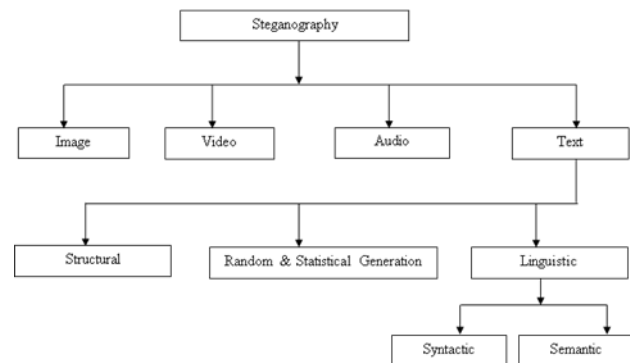 Steganography
Image
Video
Audio
Text
Structural
Random & Statistical Generation
Linguistic
Syntactic
Semantic